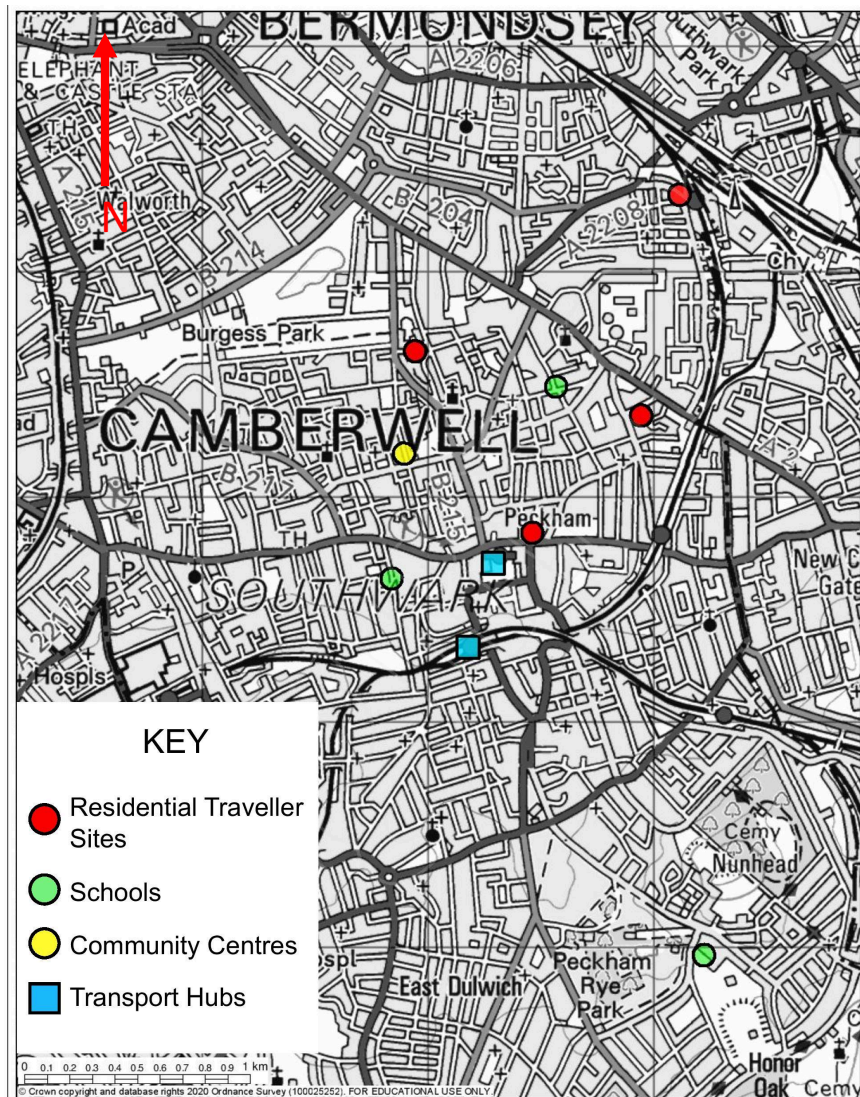 BERMONDSEY
Acad
ELEPHANT
& CASTLE STA
A 2206
Southwark
Park
TH
A 215
Walworth
N
B 204
A 2208
B 214
Chy
Burgess Park
CAMBERWELL
A 2
B 217
B 215
Peckham
TH
P
New C
Gate
SOUTHWARK
2217
Hospls
KEY
Residential Traveller
Sites
Schools
Community Centres
Transport Hubs
Cemy
Nunhead
ospl
Peckham
Rye
Park
East Dulwich
Honor
Oak
Cemy
0 0.1 0.2 0.3 0.4 0.5 0.6 0.7 0.8 0.9 1 km
© Crown copyright and database rights 2020 Ordnance Survey (100025252). FOR EDUCATIONAL USE ONLY.